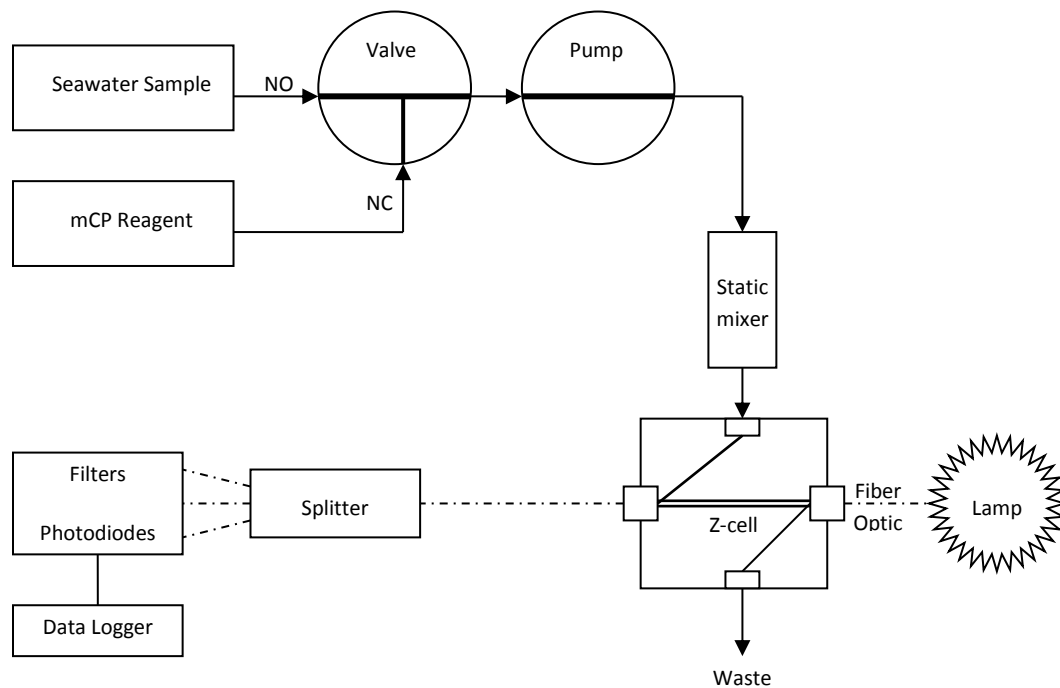 Valve
Pump
Seawater Sample
NO
mCP Reagent
NC
Static
mixer
Filters
Photodiodes
Splitter
Z-cell
Fiber
Optic
Lamp
Data Logger
Waste